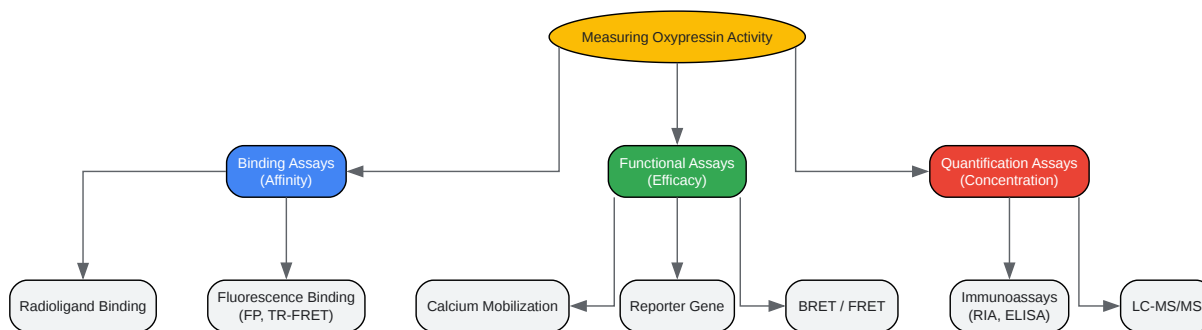 Measuring Oxypressin Activity
Binding Assays
(Affinity)
Functional Assays
(Efficacy)
Quantification Assays
(Concentration)
Radioligand Binding
Fluorescence Binding
(FP, TR-FRET)
Calcium Mobilization
Reporter Gene
BRET / FRET
Immunoassays
(RIA, ELISA)
LC-MS/MS